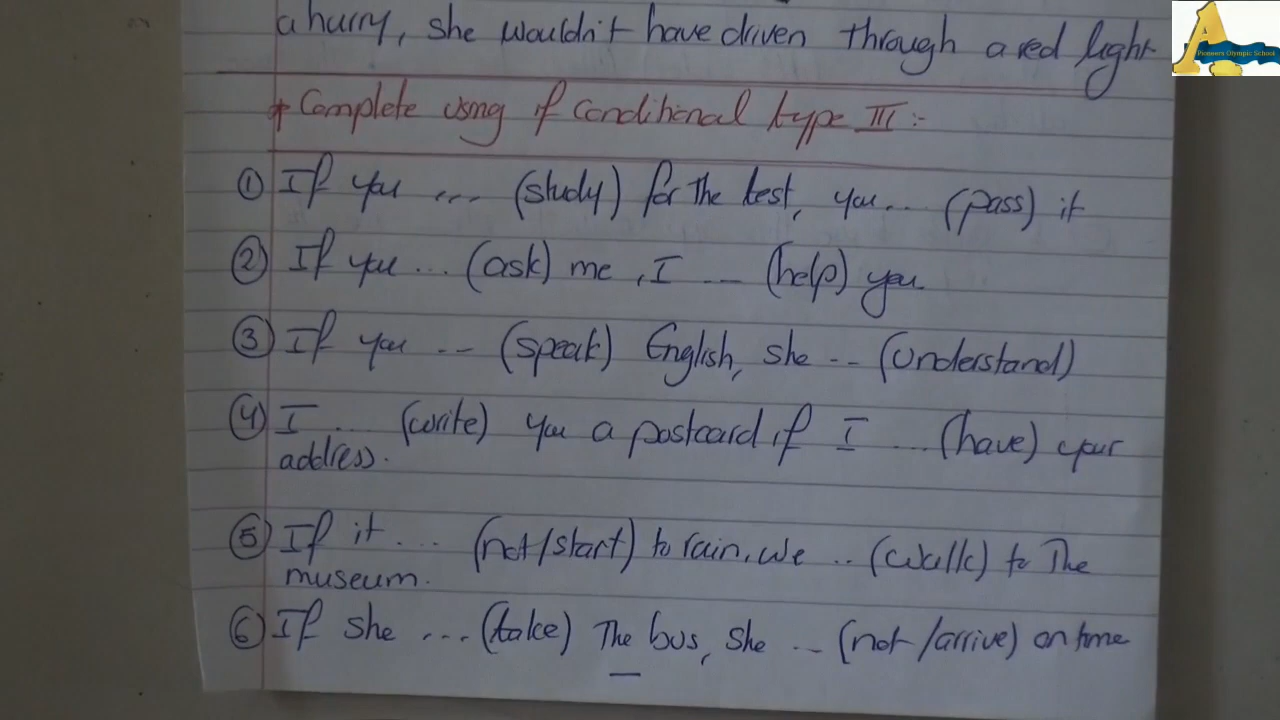 a hurry, she wouldn't have driven through a red light
* Complete using if conditional type III :-
① If you .... (study) for the test, you... (pass) it
② If you ... (ask) me, I ... (help) you
③ If you ... (speak) English, she ... (understand)
④ I ... (write) you a postcard if I ... (have) your
address.
⑤ If it .... (not/start) to rain, we ... (walk) to the
museum.
⑥ If she .... (take) the bus, she ... (not/arrive) on time
Pioneers Olympic School